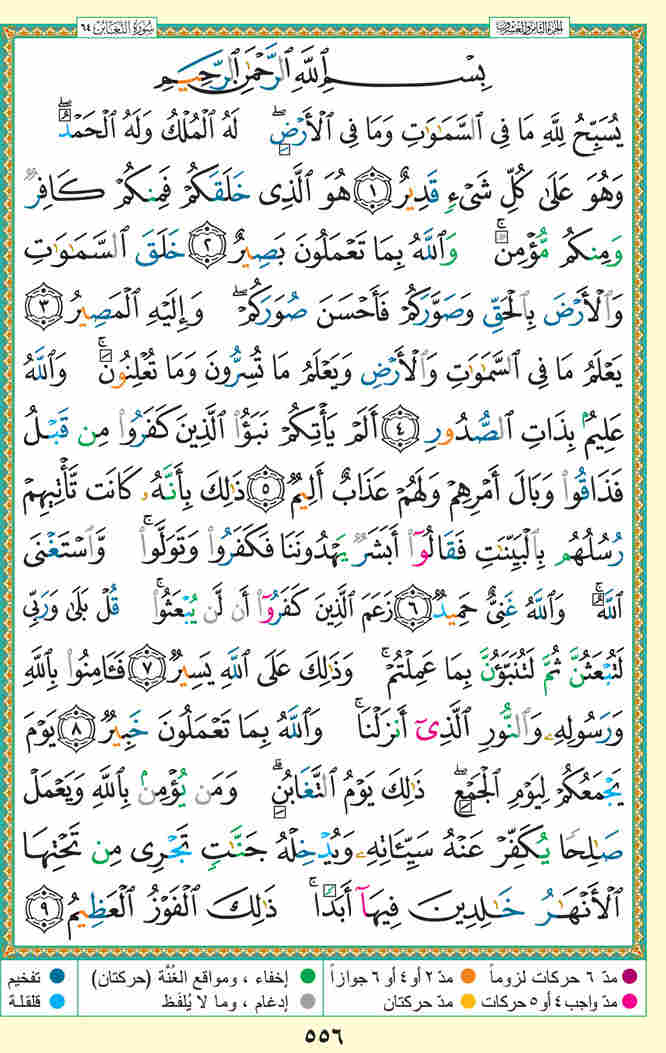 الجزء الثامن والعشرون
سُورَةُ التَّغَابُنِ ٦٤
بِسْمِ ٱللَّهِ ٱلرَّحْمَٰنِ ٱلرَّحِيمِ
يُسَبِّحُ لِلَّهِ مَا فِى ٱلسَّمَٰوَٰتِ وَمَا فِى ٱلْأَرْضِ ۖ لَهُ ٱلْمُلْكُ وَلَهُ ٱلْحَمْدُ ۖ
وَهُوَ عَلَىٰ كُلِّ شَىْءٍ قَدِيرٌ ١ هُوَ ٱلَّذِى خَلَقَكُمْ فَمِنكُمْ كَافِرٌ
وَمِنكُم مُّؤْمِنٌ ۚ وَٱللَّهُ بِمَا تَعْمَلُونَ بَصِيرٌ ٢ خَلَقَ ٱلسَّمَٰوَٰتِ
وَٱلْأَرْضَ بِٱلْحَقِّ وَصَوَّرَكُمْ فَأَحْسَنَ صُوَرَكُمْ ۖ وَإِلَيْهِ ٱلْمَصِيرُ ٣
يَعْلَمُ مَا فِى ٱلسَّمَٰوَٰتِ وَٱلْأَرْضِ وَيَعْلَمُ مَا تُسِرُّونَ وَمَا تُعْلِنُونَ ۚ وَٱللَّهُ
عَلِيمٌۢ بِذَاتِ ٱلصُّدُورِ ٤ أَلَمْ يَأْتِكُمْ نَبَؤُا۟ ٱلَّذِينَ كَفَرُوا۟ مِن قَبْلُ
فَذَاقُوا۟ وَبَالَ أَمْرِهِمْ وَلَهُمْ عَذَابٌ أَلِيمٌ ٥ ذَٰلِكَ بِأَنَّهُۥ كَانَت تَّأْتِيهِمْ
رُسُلُهُم بِٱلْبَيِّنَٰتِ فَقَالُوٓا۟ أَبَشَرٌ يَهْدُونَنَا فَكَفَرُوا۟ وَتَوَلَّوا۟ ۚ وَّٱسْتَغْنَى
ٱللَّهُ ۚ وَٱللَّهُ غَنِىٌّ حَمِيدٌ ٦ زَعَمَ ٱلَّذِينَ كَفَرُوٓا۟ أَن لَّن يُبْعَثُوا۟ ۚ قُلْ بَلَىٰ وَرَبِّى
لَتُبْعَثُنَّ ثُمَّ لَتُنَبَّؤُنَّ بِمَا عَمِلْتُمْ ۚ وَذَٰلِكَ عَلَى ٱللَّهِ يَسِيرٌ ٧ فَـَٔامِنُوا۟ بِٱللَّهِ
وَرَسُولِهِۦ وَٱلنُّورِ ٱلَّذِىٓ أَنزَلْنَا ۚ وَٱللَّهُ بِمَا تَعْمَلُونَ خَبِيرٌ ٨ يَوْمَ
يَجْمَعُكُمْ لِيَوْمِ ٱلْجَمْعِ ۖ ذَٰلِكَ يَوْمُ ٱلتَّغَابُنِ ۗ وَمَن يُؤْمِنۢ بِٱللَّهِ وَيَعْمَلْ
صَٰلِحًا يُكَفِّرْ عَنْهُ سَيِّـَٔاتِهِۦ وَيُدْخِلْهُ جَنَّٰتٍ تَجْرِى مِن تَحْتِهَا
ٱلْأَنْهَٰرُ خَٰلِدِينَ فِيهَآ أَبَدًا ۚ ذَٰلِكَ ٱلْفَوْزُ ٱلْعَظِيمُ ٩
مدّ ٦ حركات لزوماً مدّ ٢ أو ٤ أو ٦ جوازاً إخفاء ، ومواقع الغُنَّة (حركتان) تفخيم
مدّ واجب ٤ أو ٥ حركات مدّ حركتان إدغام ، وما لا يُلفَظ قلقلة
٥٥٦